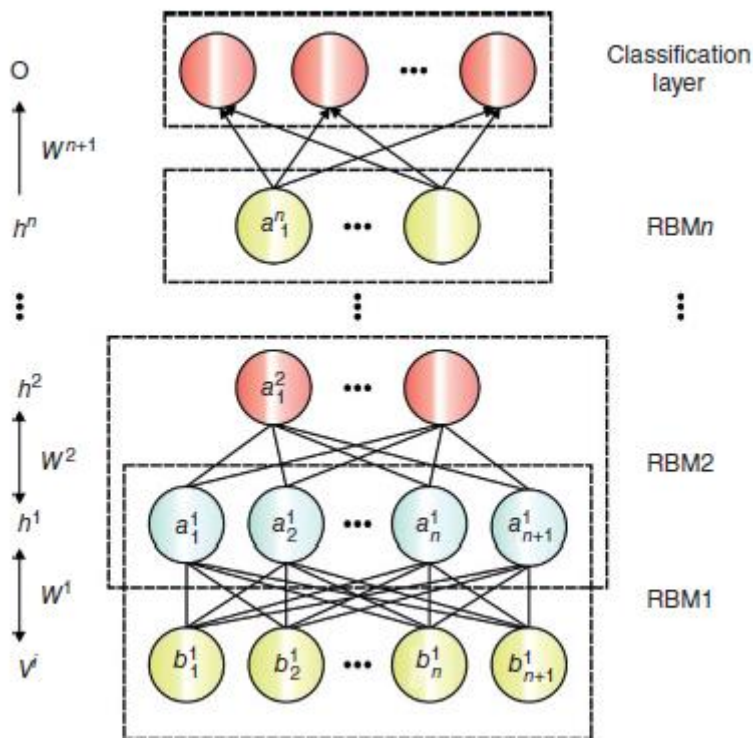 O
Classification
layer
W^{n+1}
h^n
a^n_1
•••
RBMn
h^2
a^2_1
•••
W^2
RBM2
h^1
a^1_1
a^1_2
•••
a^1_n
a^1_{n+1}
W^1
RBM1
V^i
b^1_1
b^1_2
•••
b^1_n
b^1_{n+1}